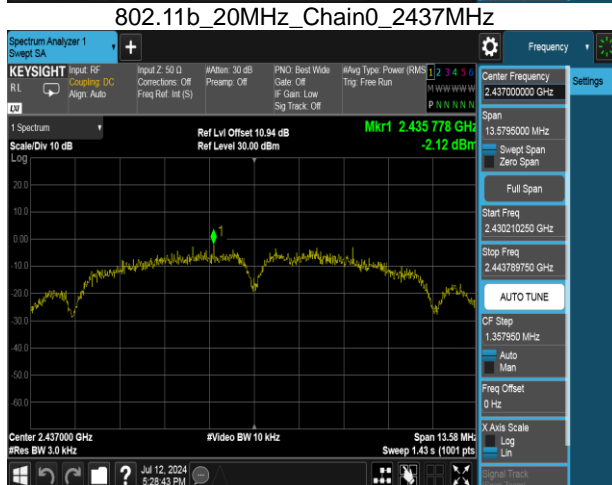 802.11b_20MHz_Chain0_2437MHz
Spectrum Analyzer 1
Swept SA
Frequency
KEYSIGHT
RL
Input: RF
Coupling: DC
Align: Auto
Input Z: 50 Ω
Corrections: Off
Freq Ref: Int (S)
#Atten: 30 dB
Preamp: Off
PNO: Best Wide
Gate: Off
IF Gain: Low
Sig Track: Off
#Avg Type: Power (RMS
Trig: Free Run
1 2 3 4 5 6
M W W W W W
P N N N N N
LXI
1 Spectrum
Scale/Div 10 dB
Log
Ref Lvl Offset 10.94 dB
Ref Level 30.00 dBm
Mkr1 2.435 778 GHz
-2.12 dBm
20.0
10.0
0.00
-10.0
-20.0
-30.0
-40.0
-50.0
-60.0
1
Center 2.437000 GHz
#Res BW 3.0 kHz
#Video BW 10 kHz
Span 13.58 MHz
Sweep 1.43 s (1001 pts
Center Frequency
2.437000000 GHz
Settings
Span
13.5795000 MHz
Swept Span
Zero Span
Full Span
Start Freq
2.430210250 GHz
Stop Freq
2.443789750 GHz
AUTO TUNE
CF Step
1.357950 MHz
Auto
Man
Freq Offset
0 Hz
X Axis Scale
Log
Lin
Signal Track
?
Jul 12, 2024
5:28:43 PM